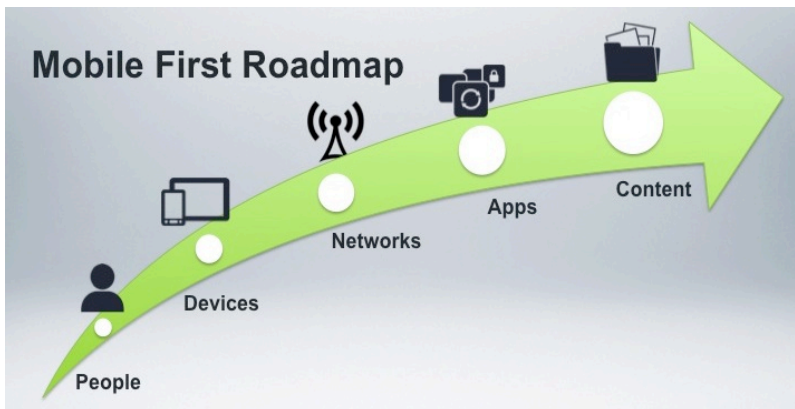 Mobile First Roadmap
People
Devices
Networks
Apps
Content